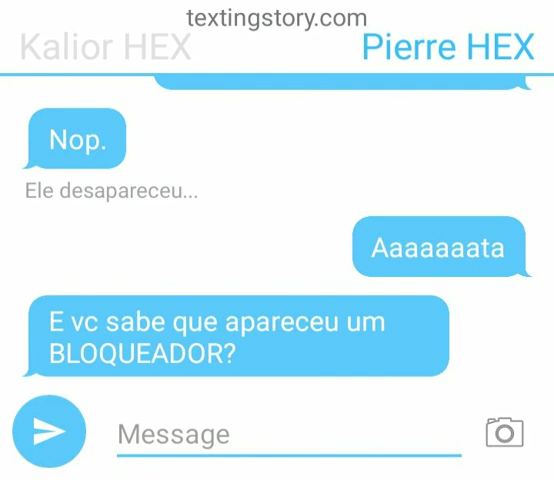 textingstory.com
Kalior HEX
Pierre HEX
Nop.
Ele desapareceu...
Aaaaaaata
E vc sabe que apareceu um
BLOQUEADOR?
Message